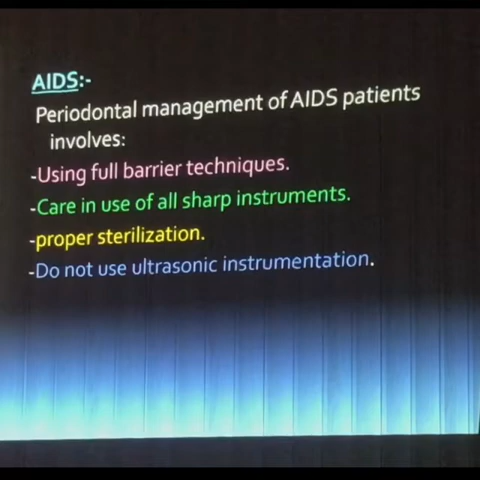 AIDS:-
Periodontal management of AIDS patients
involves:
-Using full barrier techniques.
-Care in use of all sharp instruments.
-proper sterilization.
-Do not use ultrasonic instrumentation.